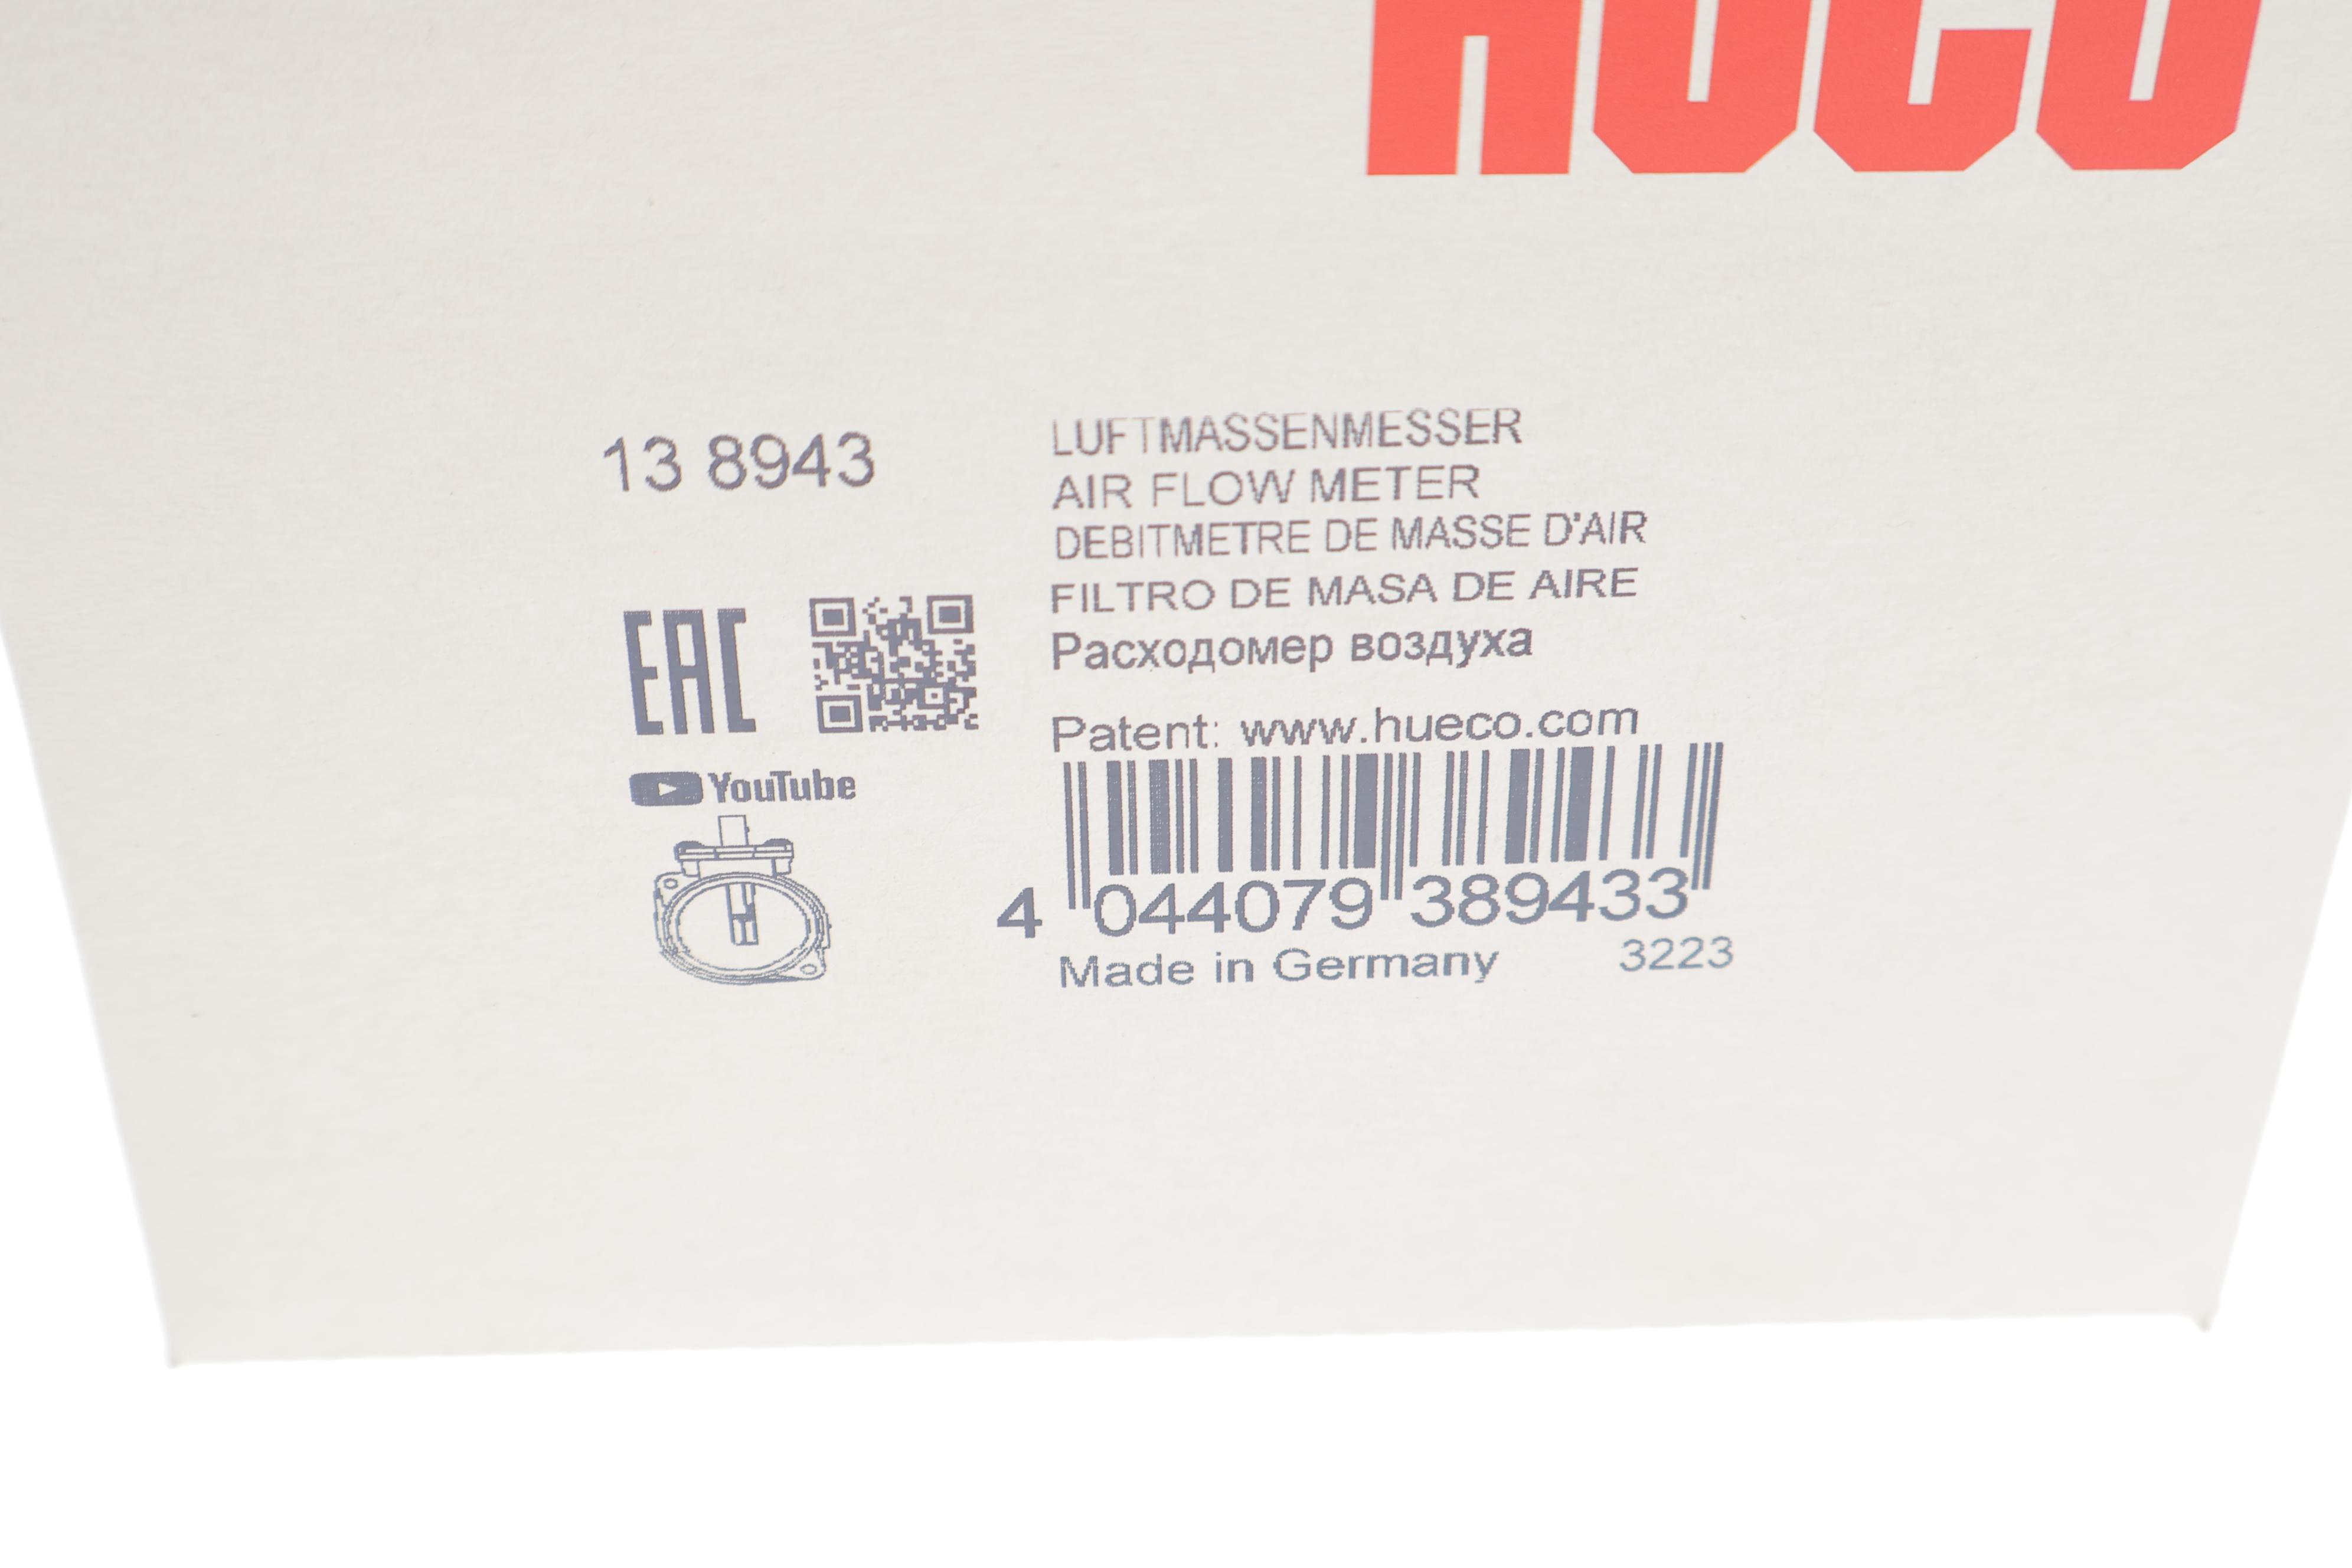 HUCO
13 8943
LUFTMASSENMESSER
AIR FLOW METER
DEBITMETRE DE MASSE D'AIR
FILTRO DE MASA DE AIRE
Расходомер воздуха
EAC
Patent: www.hueco.com
YouTube
4 044079 389433
Made in Germany 3223